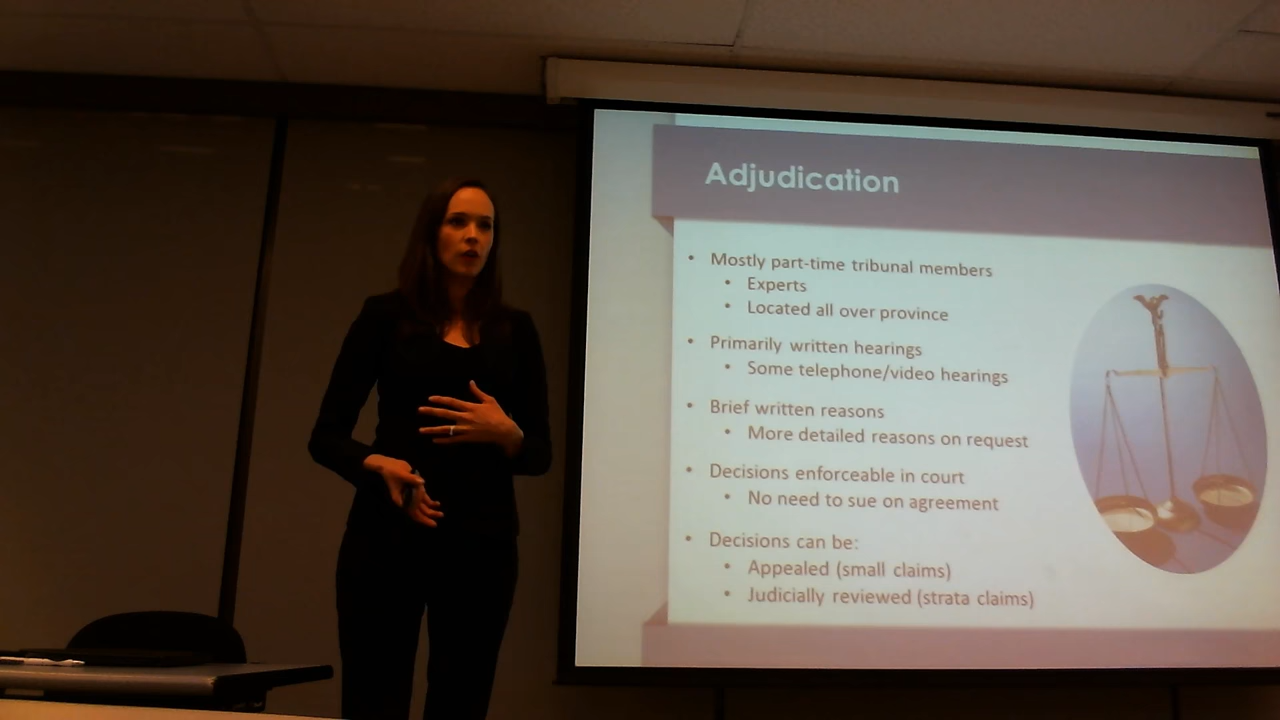 Adjudication
• Mostly part-time tribunal members
• Experts
• Located all over province
• Primarily written hearings
• Some telephone/video hearings
• Brief written reasons
• More detailed reasons on request
• Decisions enforceable in court
• No need to sue on agreement
• Decisions can be:
• Appealed (small claims)
• Judicially reviewed (strata claims)